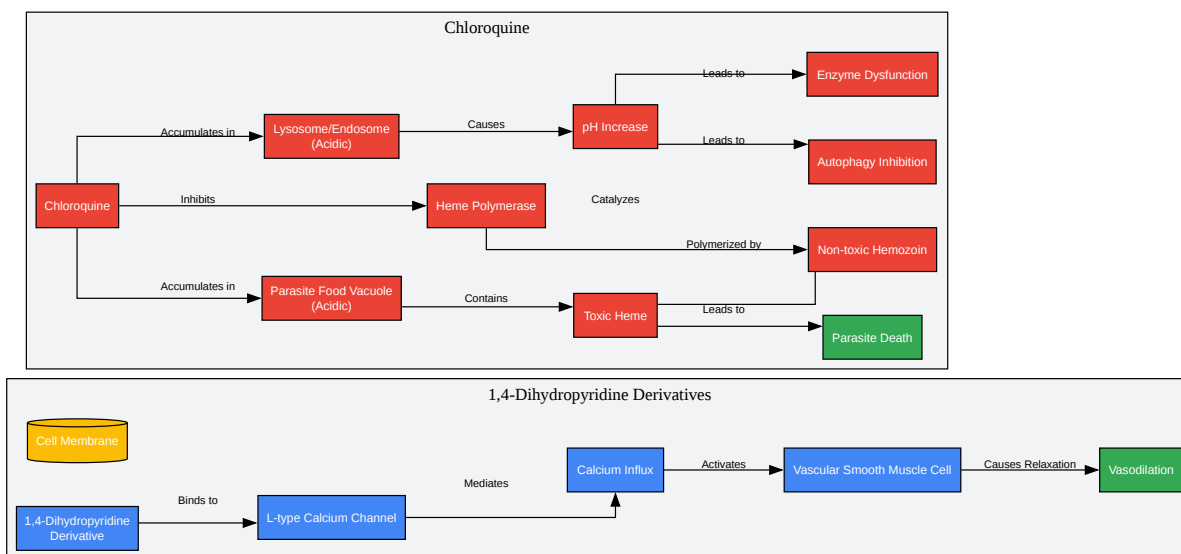 Chloroquine
Leads to
Enzyme Dysfunction
Accumulates in
Lysosome/Endosome
(Acidic)
Causes
pH Increase
Leads to
Autophagy Inhibition
Chloroquine
Inhibits
Heme Polymerase
Catalyzes
Polymerized by
Non-toxic Hemozoin
Accumulates in
Parasite Food Vacuole
(Acidic)
Contains
Toxic Heme
Leads to
Parasite Death
1,4-Dihydropyridine Derivatives
Cell Membrane
Calcium Influx
Activates
Vascular Smooth Muscle Cell
Causes Relaxation
Vasodilation
Mediates
Binds to
L-type Calcium Channel
1,4-Dihydropyridine
Derivative